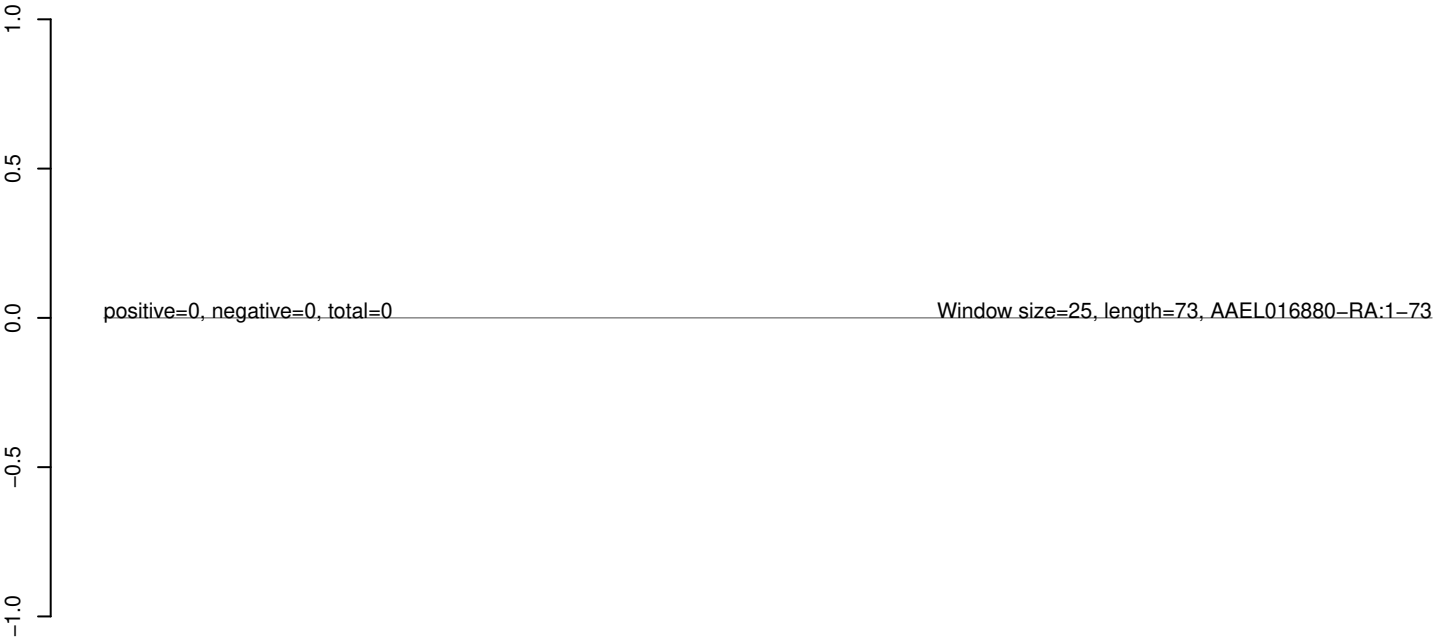 1.0
0.5
positive=0, negative=0, total=0
Window size=25, length=73, AAEL016880−RA:1−73
0.0
−0.5
−1.0